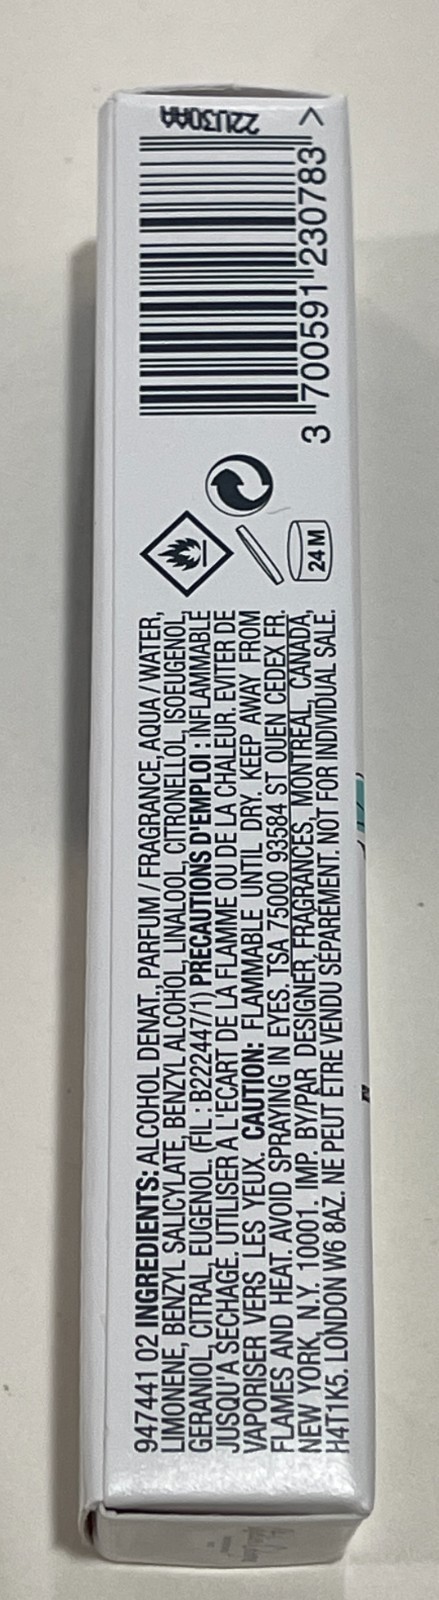 947441 02 INGREDIENTS: ALCOHOL DENAT., PARFUM / FRAGRANCE, AQUA / WATER,
LIMONENE, BENZYL SALICYLATE, BENZYL ALCOHOL, LINALOOL, CITRONELLOL, ISOEUGENOL,
GERANIOL, CITRAL, EUGENOL. (FIL : B222447/1) PRECAUTIONS D'EMPLOI : INFLAMMABLE
JUSQU'A SECHAGE. UTILISER A L'ECART DE LA FLAMME OU DE LA CHALEUR. EVITER DE
VAPORISER VERS LES YEUX. CAUTION: FLAMMABLE UNTIL DRY. KEEP AWAY FROM
FLAMES AND HEAT. AVOID SPRAYING IN EYES. TSA 75000 93584 ST OUEN CEDEX FR.
NEW YORK, N.Y. 10001. IMP. BY/PAR DESIGNER FRAGRANCES, MONTRÉAL, CANADA,
H4T1K5. LONDON W6 8AZ. NE PEUT ÊTRE VENDU SÉPARÉMENT. NOT FOR INDIVIDUAL SALE.
24 M
3 700591 230783 >
22U30AA